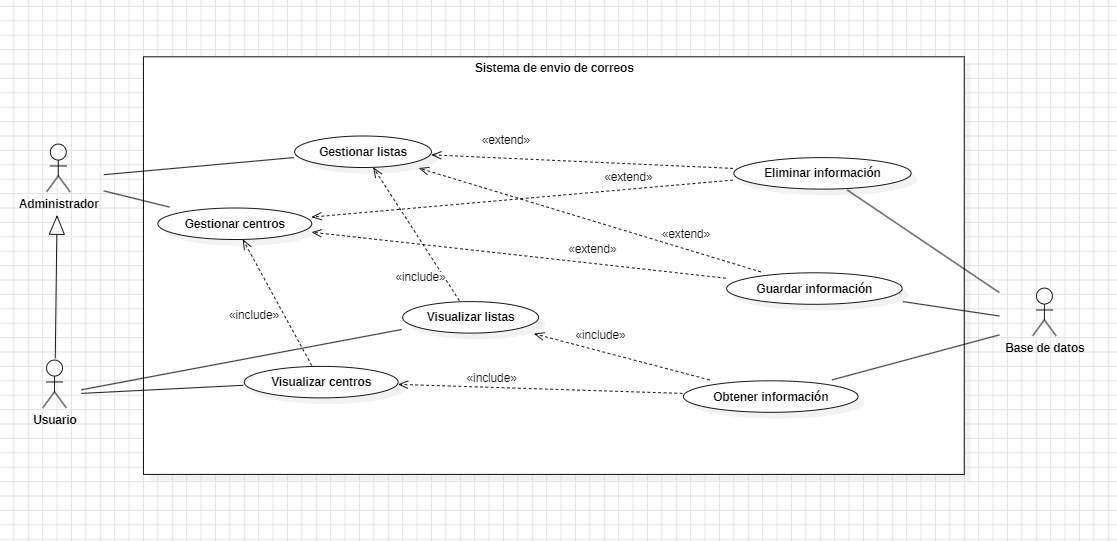 Sistema de envio de correos
«extend»
Gestionar listas
Eliminar información
«extend»
Administrador
Gestionar centros
«extend»
«extend»
«include»
Guardar información
«include»
Visualizar listas
«include»
Base de datos
«include»
Visualizar centros
Obtener información
Usuario